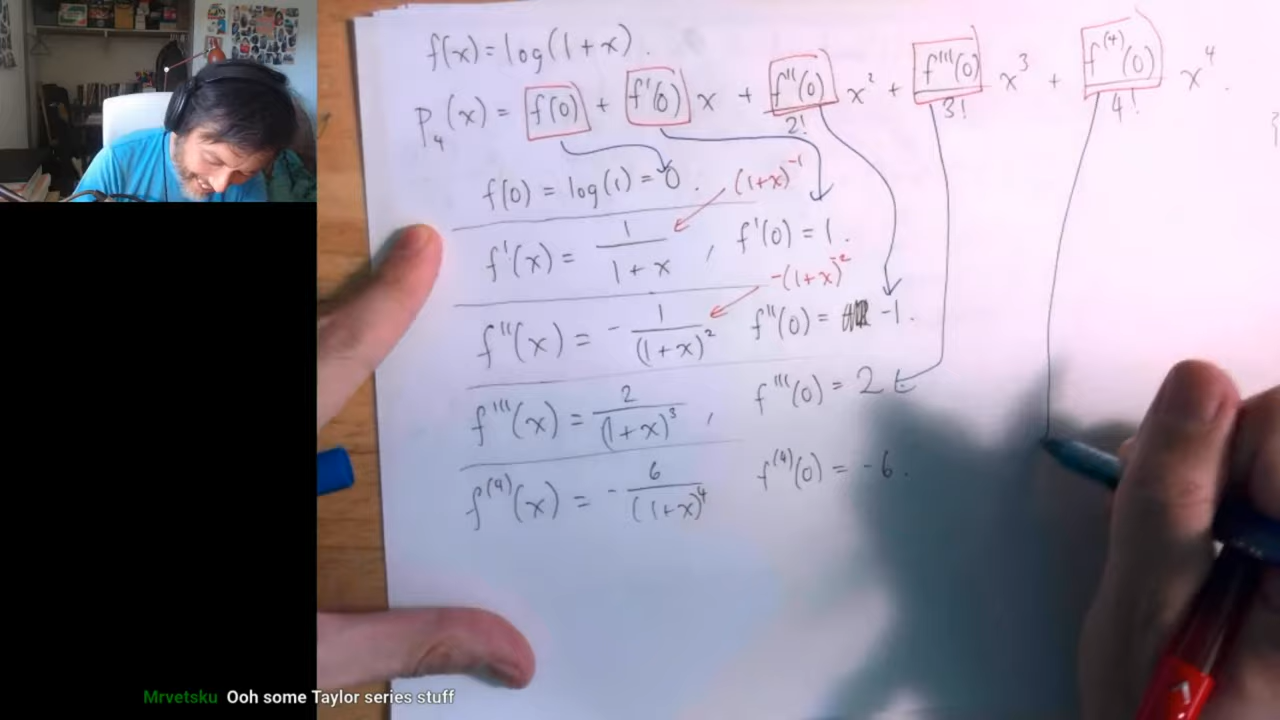 f(x) = log(1+x).
P₄(x) = f(0) + f'(0) x + f''(0)/2! x² + f'''(0)/3! x³ + f⁽⁴⁾(0)/4! x⁴.
f(0) = log(1) = 0.
(1+x)⁻¹
f'(x) = 1/(1+x), f'(0) = 1.
-(1+x)⁻²
f''(x) = - 1/(1+x)² f''(0) = -1.
f'''(x) = 2/(1+x)³, f'''(0) = 2
f⁽⁴⁾(x) = - 6/(1+x)⁴ f⁽⁴⁾(0) = -6.
Mrvetsku Ooh some Taylor series stuff